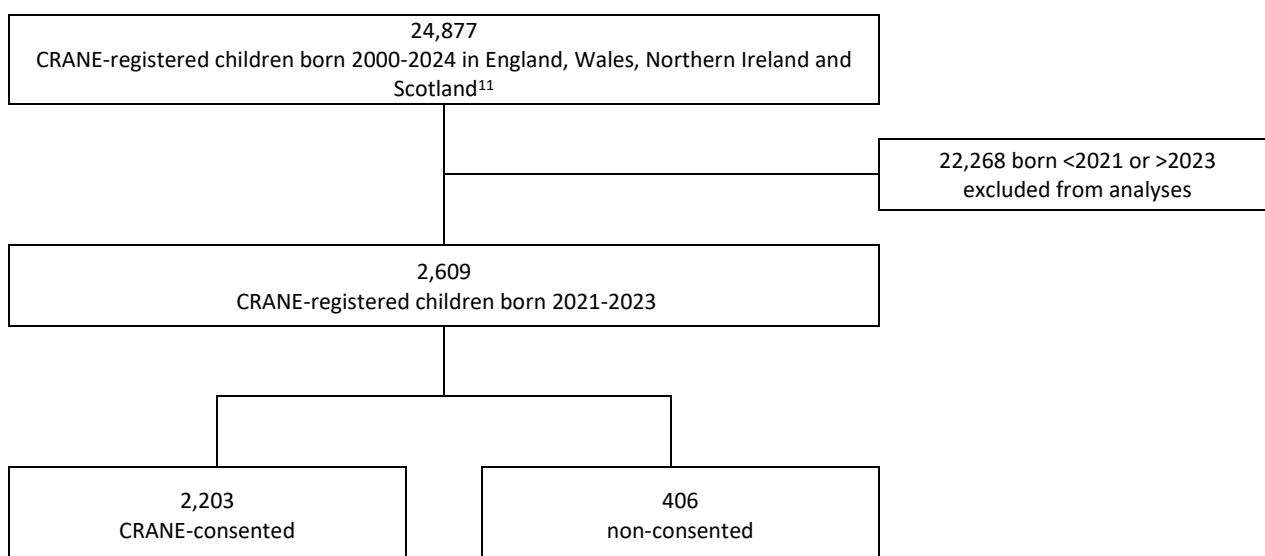 24,877
CRANE-registered children born 2000-2024 in England, Wales, Northern Ireland and
Scotland¹¹
22,268 born <2021 or >2023
excluded from analyses
2,609
CRANE-registered children born 2021-2023
2,203
CRANE-consented
406
non-consented